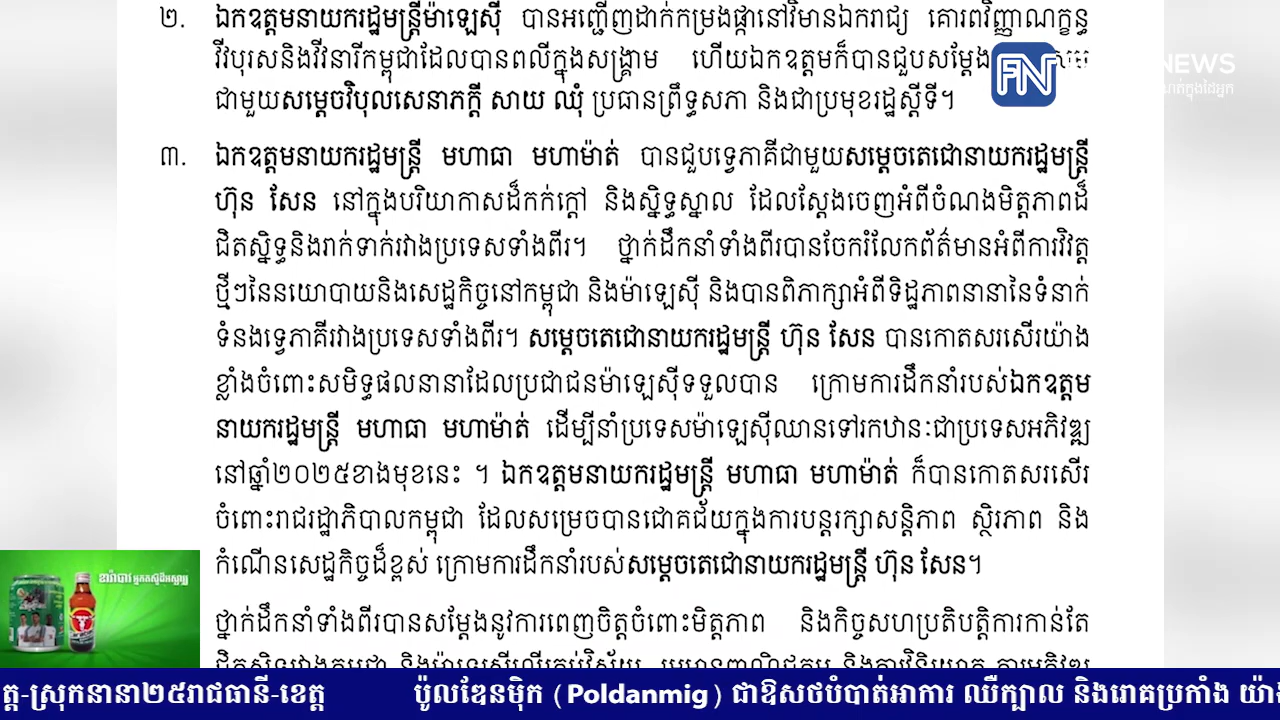 ២. ឯកឧត្តមនាយករដ្ឋមន្ត្រីម៉ាឡេស៊ី បានអញ្ជើញដាក់កម្រងផ្កានៅវិមានឯករាជ្យ គោរពវិញ្ញាណក្ខន្ធ
វីវបុរសនិងវីវនារីកម្ពុជាដែលបានពលីក្នុងសង្គ្រាម ហើយឯកឧត្តមក៏បានជួបសម្តែង
ជាមួយសម្តេចវិបុលសេនាភក្តី សាយ ឈុំ ប្រធានព្រឹទ្ធសភា និងជាប្រមុខរដ្ឋស្តីទី។
FN NEWS
៣. ឯកឧត្តមនាយករដ្ឋមន្ត្រី មហាធា មហាម៉ាត់ បានជួបទ្វេភាគីជាមួយសម្តេចតេជោនាយករដ្ឋមន្ត្រី
ហ៊ុន សែន នៅក្នុងបរិយាកាសដ៏កក់ក្តៅ និងស្និទ្ធស្នាល ដែលស្តែងចេញអំពីចំណងមិត្តភាពដ៏
ជិតស្និទ្ធនិងរាក់ទាក់រវាងប្រទេសទាំងពីរ។ ថ្នាក់ដឹកនាំទាំងពីរបានចែករំលែកព័ត៌មានអំពីការវិវត្ត
ថ្មីៗនៃនយោបាយនិងសេដ្ឋកិច្ចនៅកម្ពុជា និងម៉ាឡេស៊ី និងបានពិភាក្សាអំពីទិដ្ឋភាពនានានៃទំនាក់
ទំនងទ្វេភាគីរវាងប្រទេសទាំងពីរ។ សម្តេចតេជោនាយករដ្ឋមន្ត្រី ហ៊ុន សែន បានកោតសរសើរយ៉ាង
ខ្លាំងចំពោះសមិទ្ធផលនានាដែលប្រជាជនម៉ាឡេស៊ីទទួលបាន ក្រោមការដឹកនាំរបស់ឯកឧត្តម
នាយករដ្ឋមន្ត្រី មហាធា មហាម៉ាត់ ដើម្បីនាំប្រទេសម៉ាឡេស៊ីឈានទៅរកឋានៈជាប្រទេសអភិវឌ្ឍ
នៅឆ្នាំ២០២៥ខាងមុខនេះ ។ ឯកឧត្តមនាយករដ្ឋមន្ត្រី មហាធា មហាម៉ាត់ ក៏បានកោតសរសើរ
ចំពោះរាជរដ្ឋាភិបាលកម្ពុជា ដែលសម្រេចបានជោគជ័យក្នុងការបន្តរក្សាសន្តិភាព ស្ថិរភាព និង
កំណើនសេដ្ឋកិច្ចដ៏ខ្ពស់ ក្រោមការដឹកនាំរបស់សម្តេចតេជោនាយករដ្ឋមន្ត្រី ហ៊ុន សែន។
ថ្នាក់ដឹកនាំទាំងពីរបានសម្តែងនូវការពេញចិត្តចំពោះមិត្តភាព និងកិច្ចសហប្រតិបត្តិការកាន់តែ
ត្ត-ស្រុកនានា២៥រាជធានី-ខេត្ត ប៉ូលឌែនម៉ិក (Poldanmig) ជាឱសថបំបាត់អាការ ឈឺក្បាល និងរោគប្រកាំង យ៉ាង